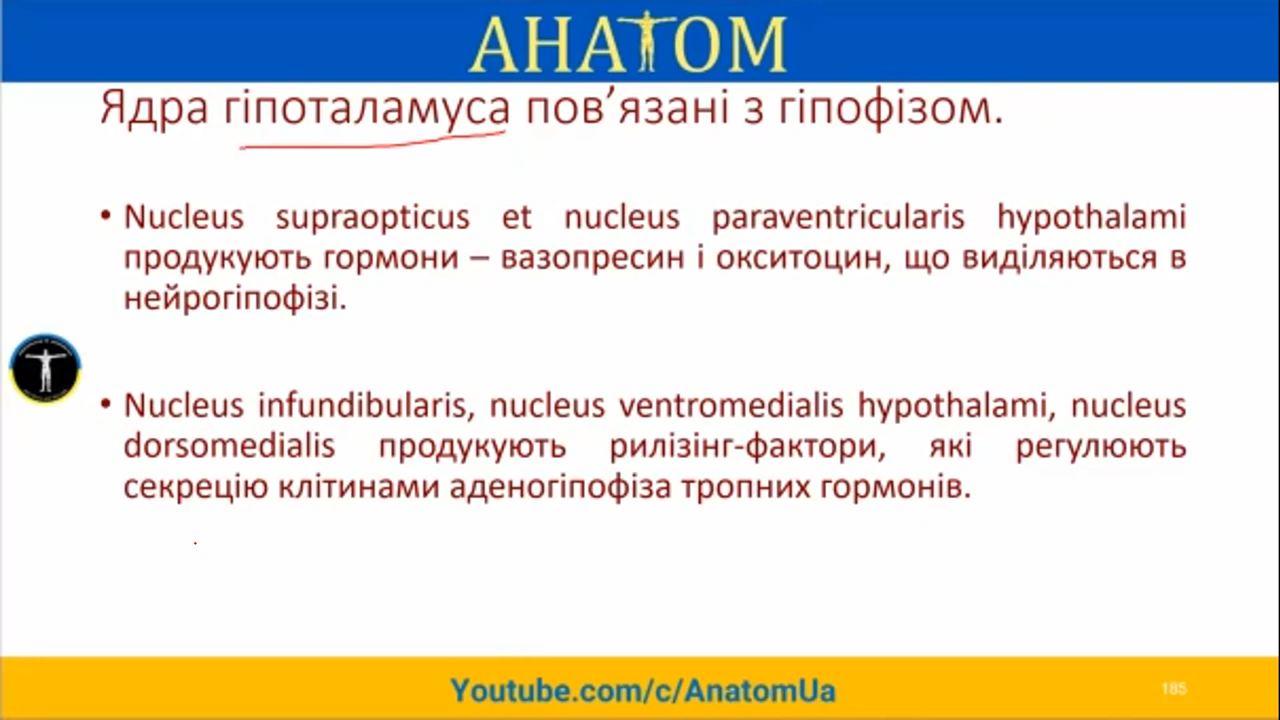 АНАТОМ
Ядра гіпоталамуса пов’язані з гіпофізом.
• Nucleus supraopticus et nucleus paraventricularis hypothalami
продукують гормони – вазопресин і окситоцин, що виділяються в
нейрогіпофізі.
• Nucleus infundibularis, nucleus ventromedialis hypothalami, nucleus
dorsomedialis продукують рилізінг-фактори, які регулюють
секрецію клітинами аденогіпофіза тропних гормонів.
Youtube.com/c/AnatomUa
185